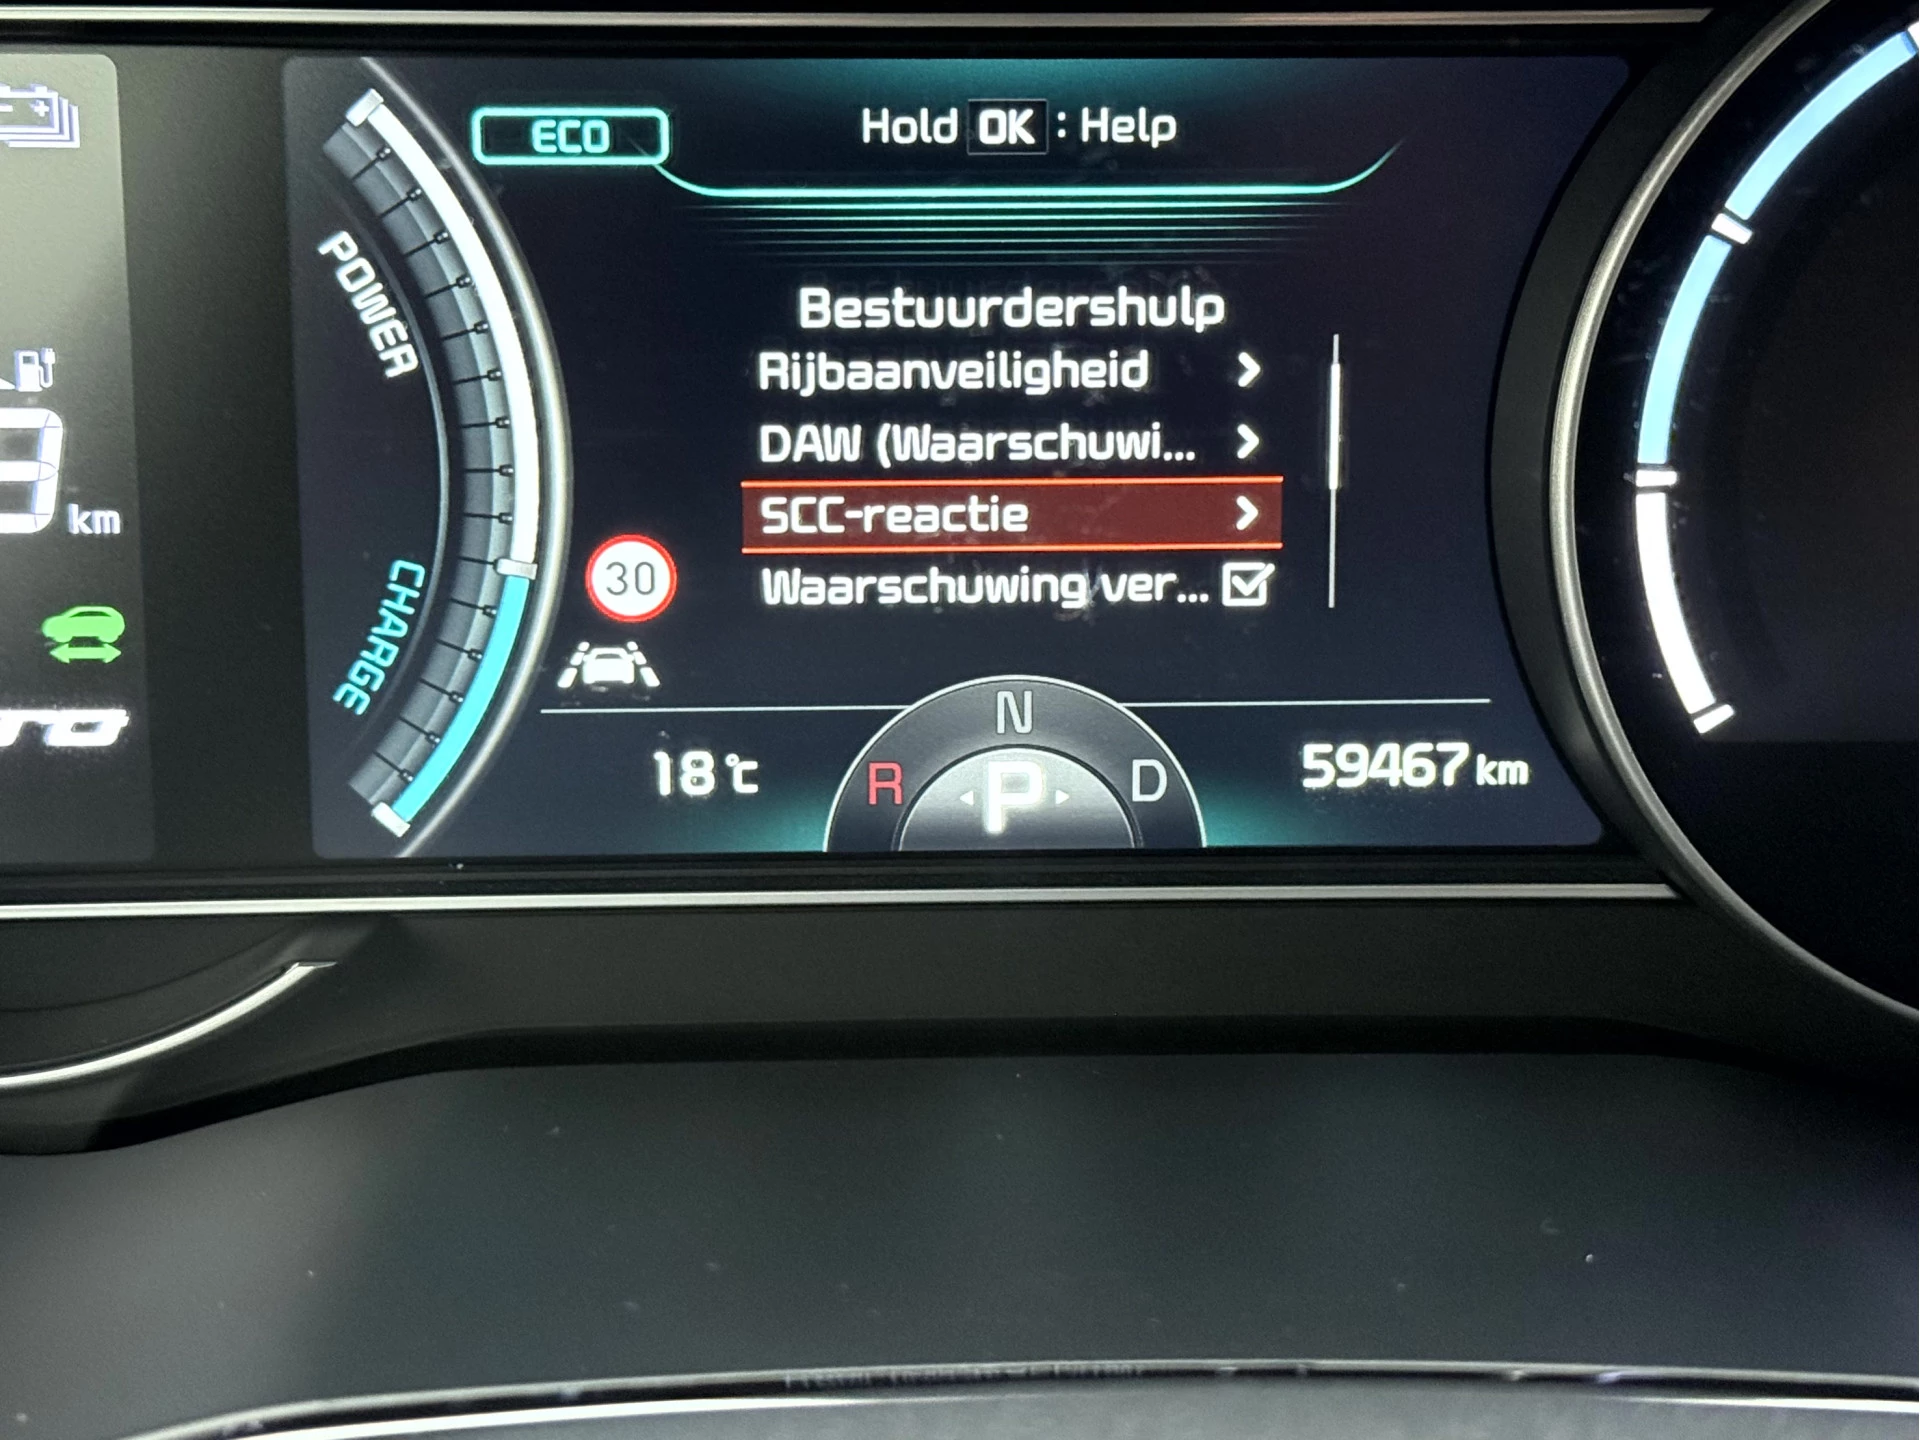 ECO
Hold OK : Help
POWER
CHARGE
Bestuurdershulp
Rijbaanveiligheid
DAW (Waarschuwi...
SCC-reactie
Waarschuwing ver...
30
km
N
R P D
18°C
59467 km